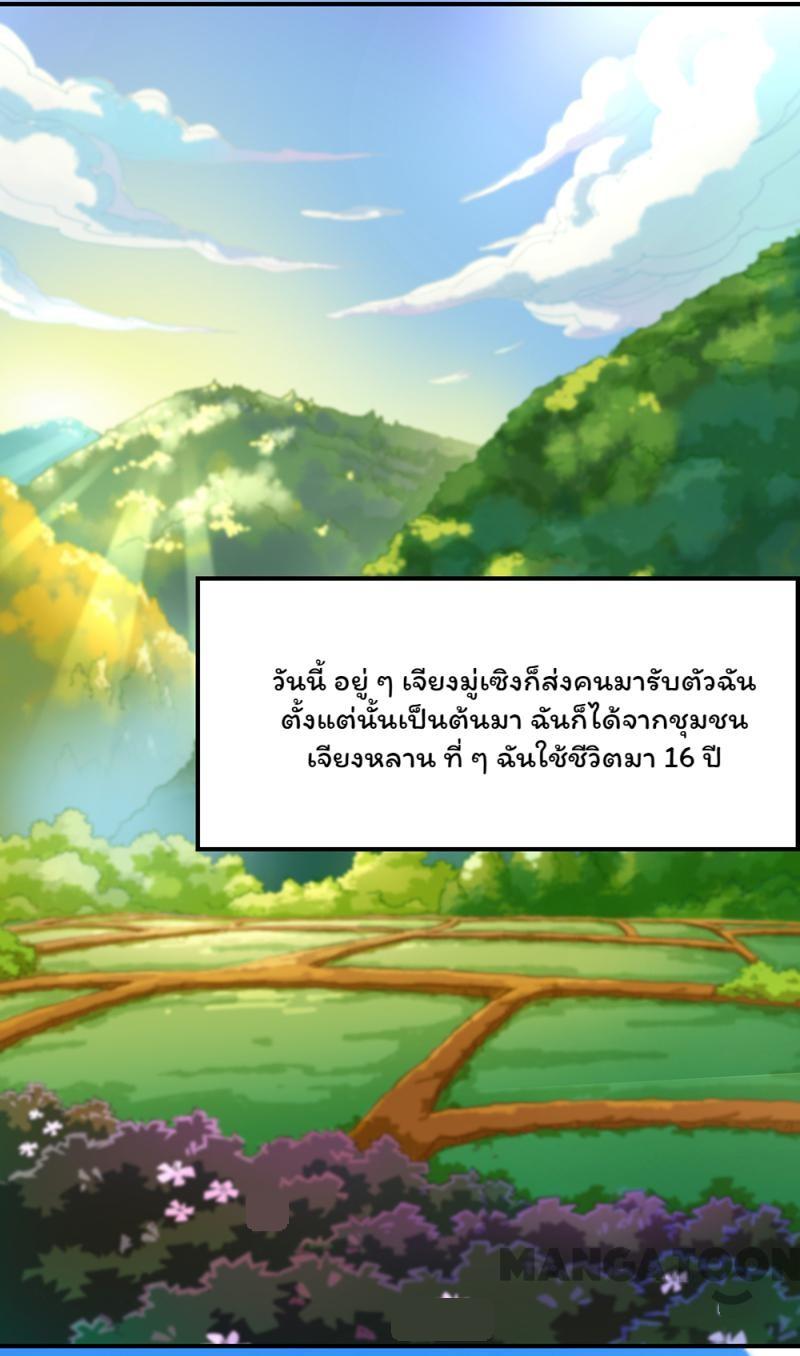 วันนี้ อยู่ ๆ เจียงมู่เซิงก็ส่งคนมารับตัวฉัน
ตั้งแต่นั้นเป็นต้นมา ฉันก็ได้จากชุมชน
เจียงหลาน ที่ ๆ ฉันใช้ชีวิตมา 16 ปี
MANGATOON